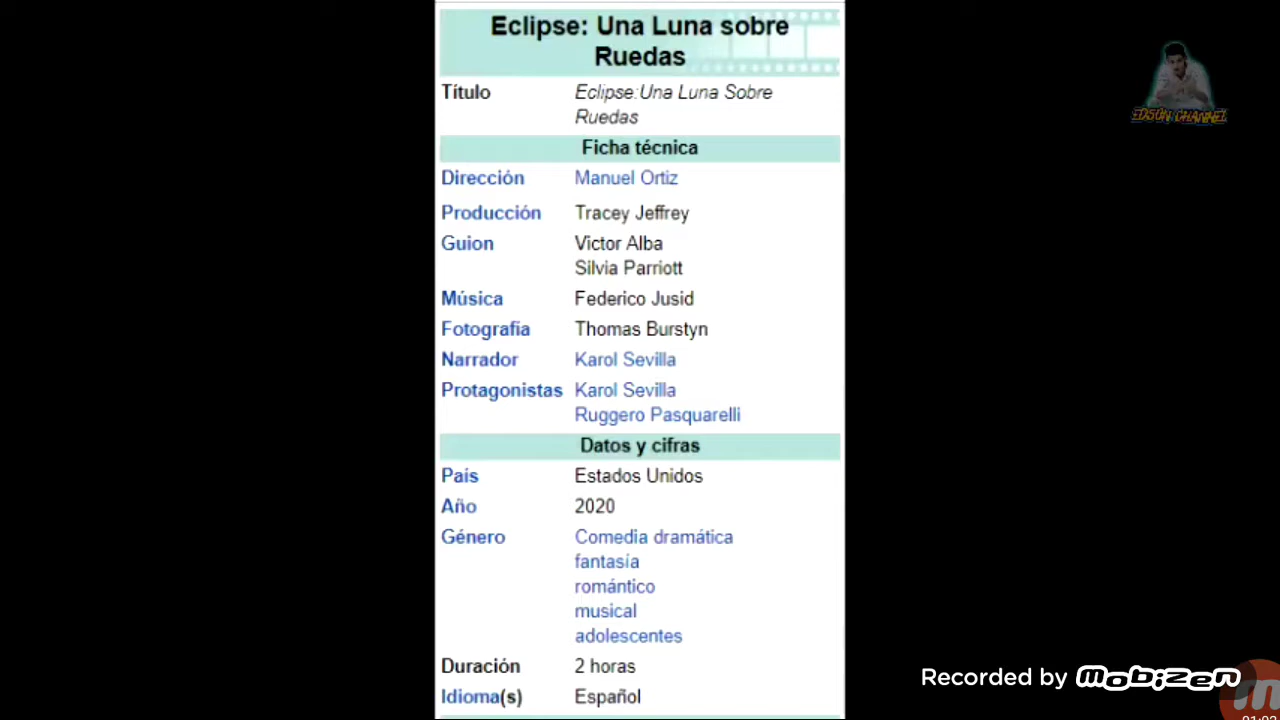 Eclipse: Una Luna sobre
Ruedas
Título Eclipse:Una Luna Sobre
Ruedas
Ficha técnica
Dirección Manuel Ortiz
Producción Tracey Jeffrey
Guion Victor Alba
Silvia Parriott
Música Federico Jusid
Fotografía Thomas Burstyn
Narrador Karol Sevilla
Protagonistas Karol Sevilla
Ruggero Pasquarelli
Datos y cifras
País Estados Unidos
Año 2020
Género Comedia dramática
fantasía
romántico
musical
adolescentes
Duración 2 horas
Idioma(s) Español
EDSON CHANNEL
Recorded by mobizen